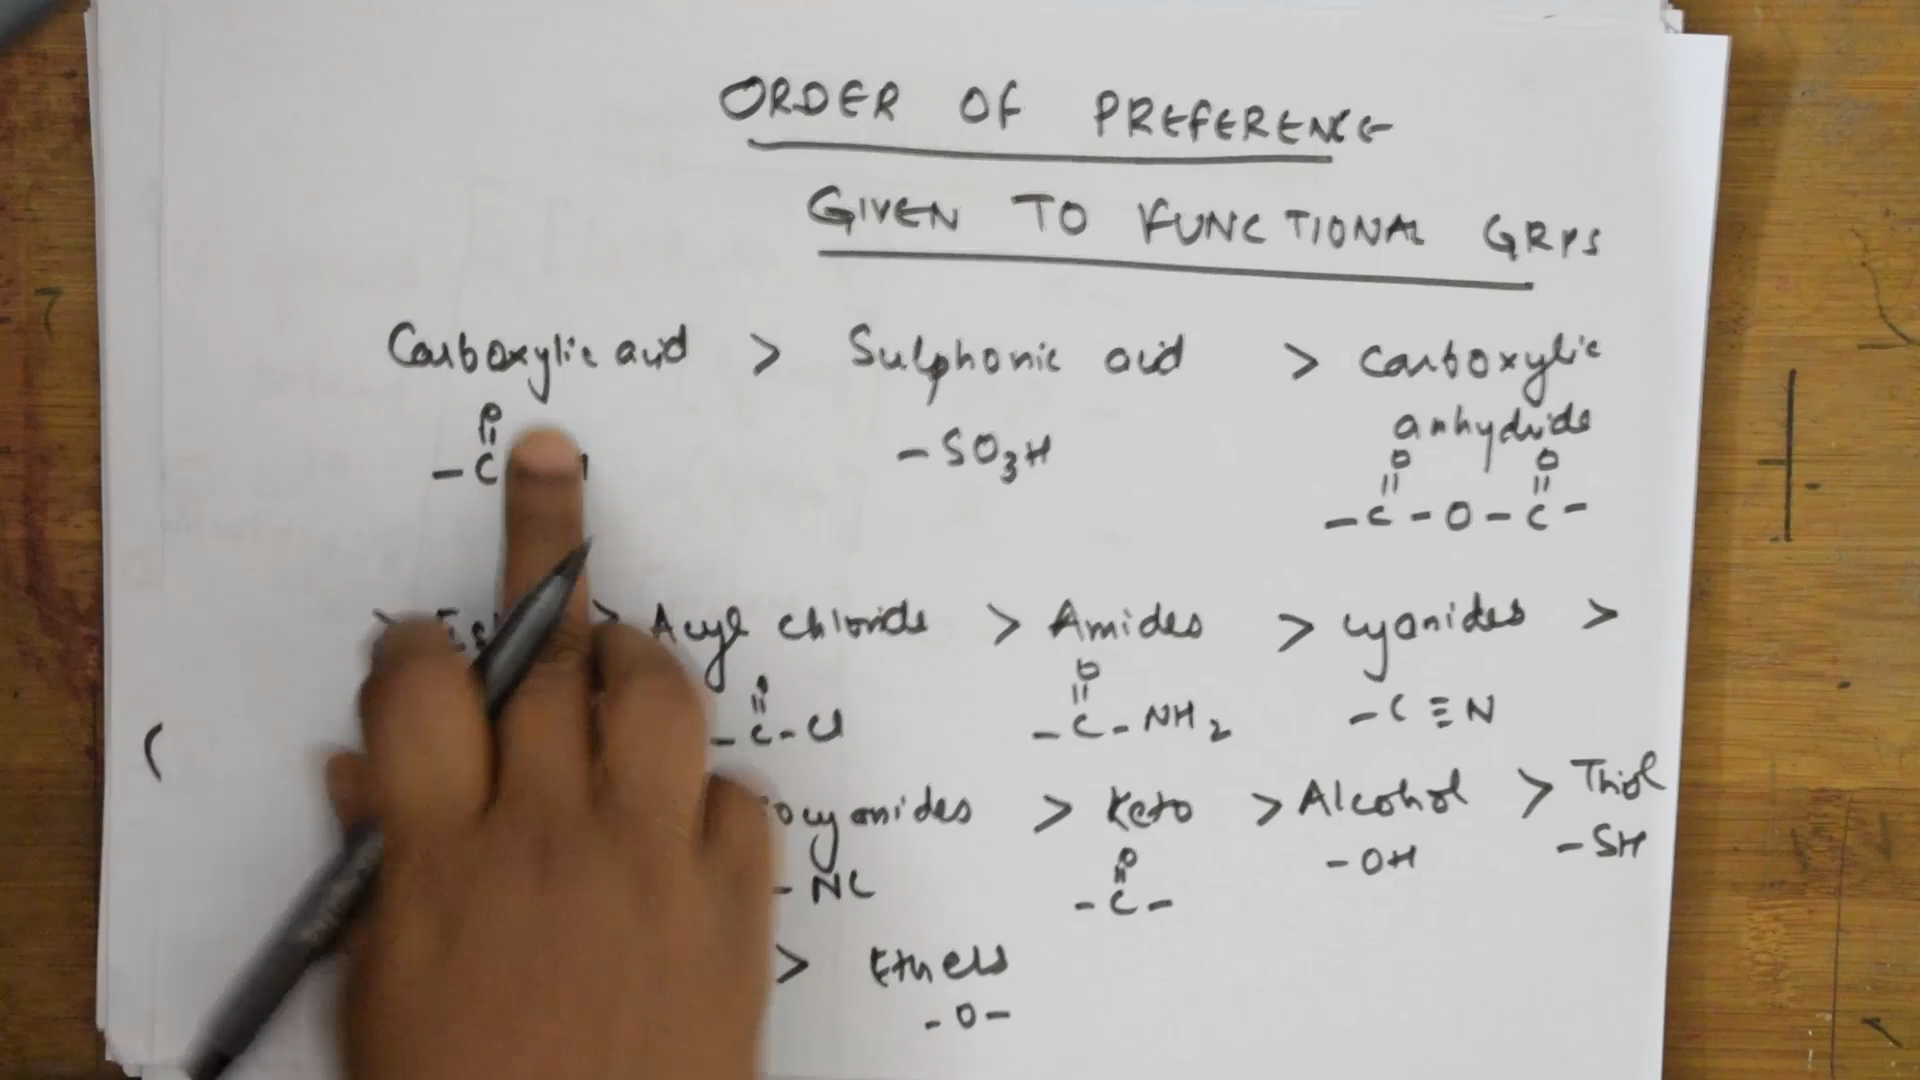 ORDER OF PREFERENCE
GIVEN TO FUNCTIONAL GRPS
Carboxylic acid > Sulphonic acid > Carboxylic
anhydride
O
-C
-SO3H
O O
-C-O-C-
> Acyl chloride > Amides > Cyanides >
O
-C-Cl
O
-C-NH2
-C≡N
> Keto > Alcohol > Thiol
-NC
O
-C-
-OH
-SH
> Ethers
-O-